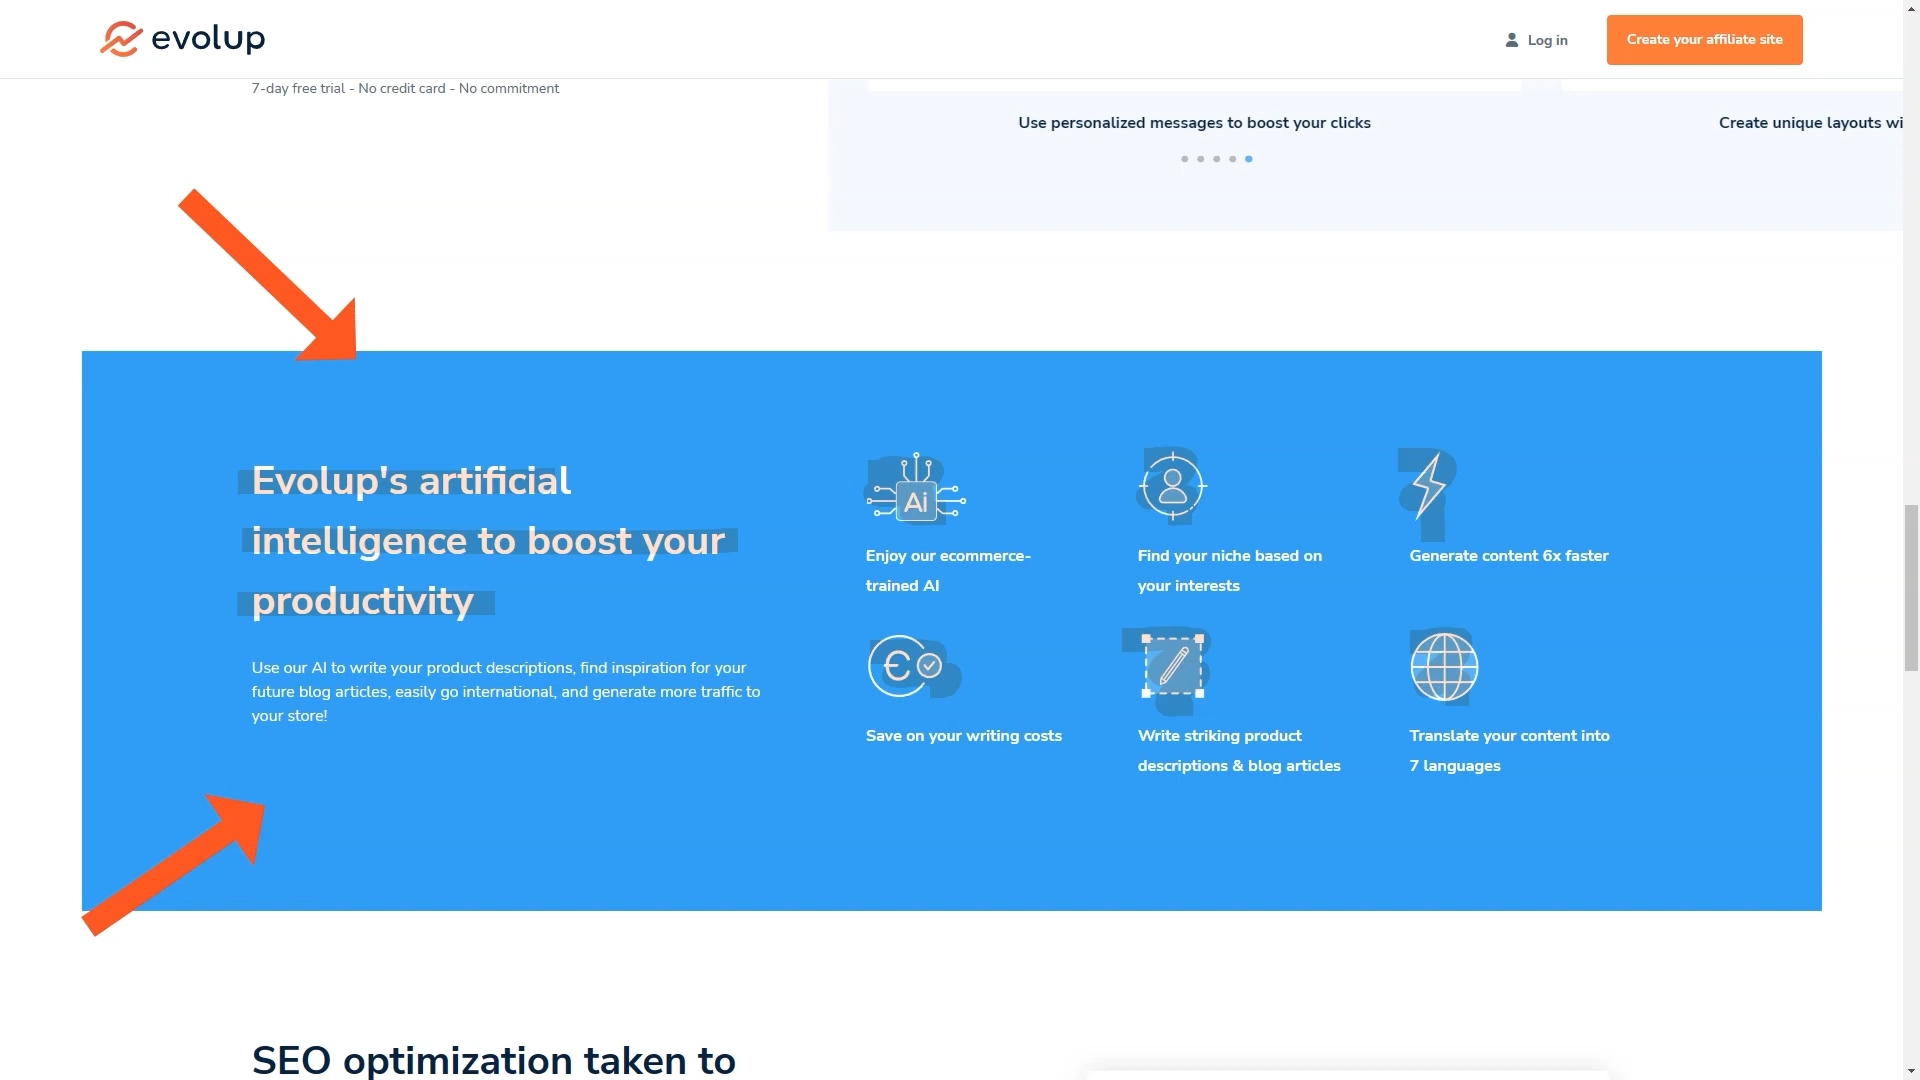 evolup
Log in
Create your affiliate site
7-day free trial - No credit card - No commitment
Use personalized messages to boost your clicks
Create unique layouts wi
Evolup's artificial
intelligence to boost your
productivity
Use our AI to write your product descriptions, find inspiration for your
future blog articles, easily go international, and generate more traffic to
your store!
Ai
Enjoy our ecommerce-
trained AI
Find your niche based on
your interests
Generate content 6x faster
Save on your writing costs
Write striking product
descriptions & blog articles
Translate your content into
7 languages
SEO optimization taken to